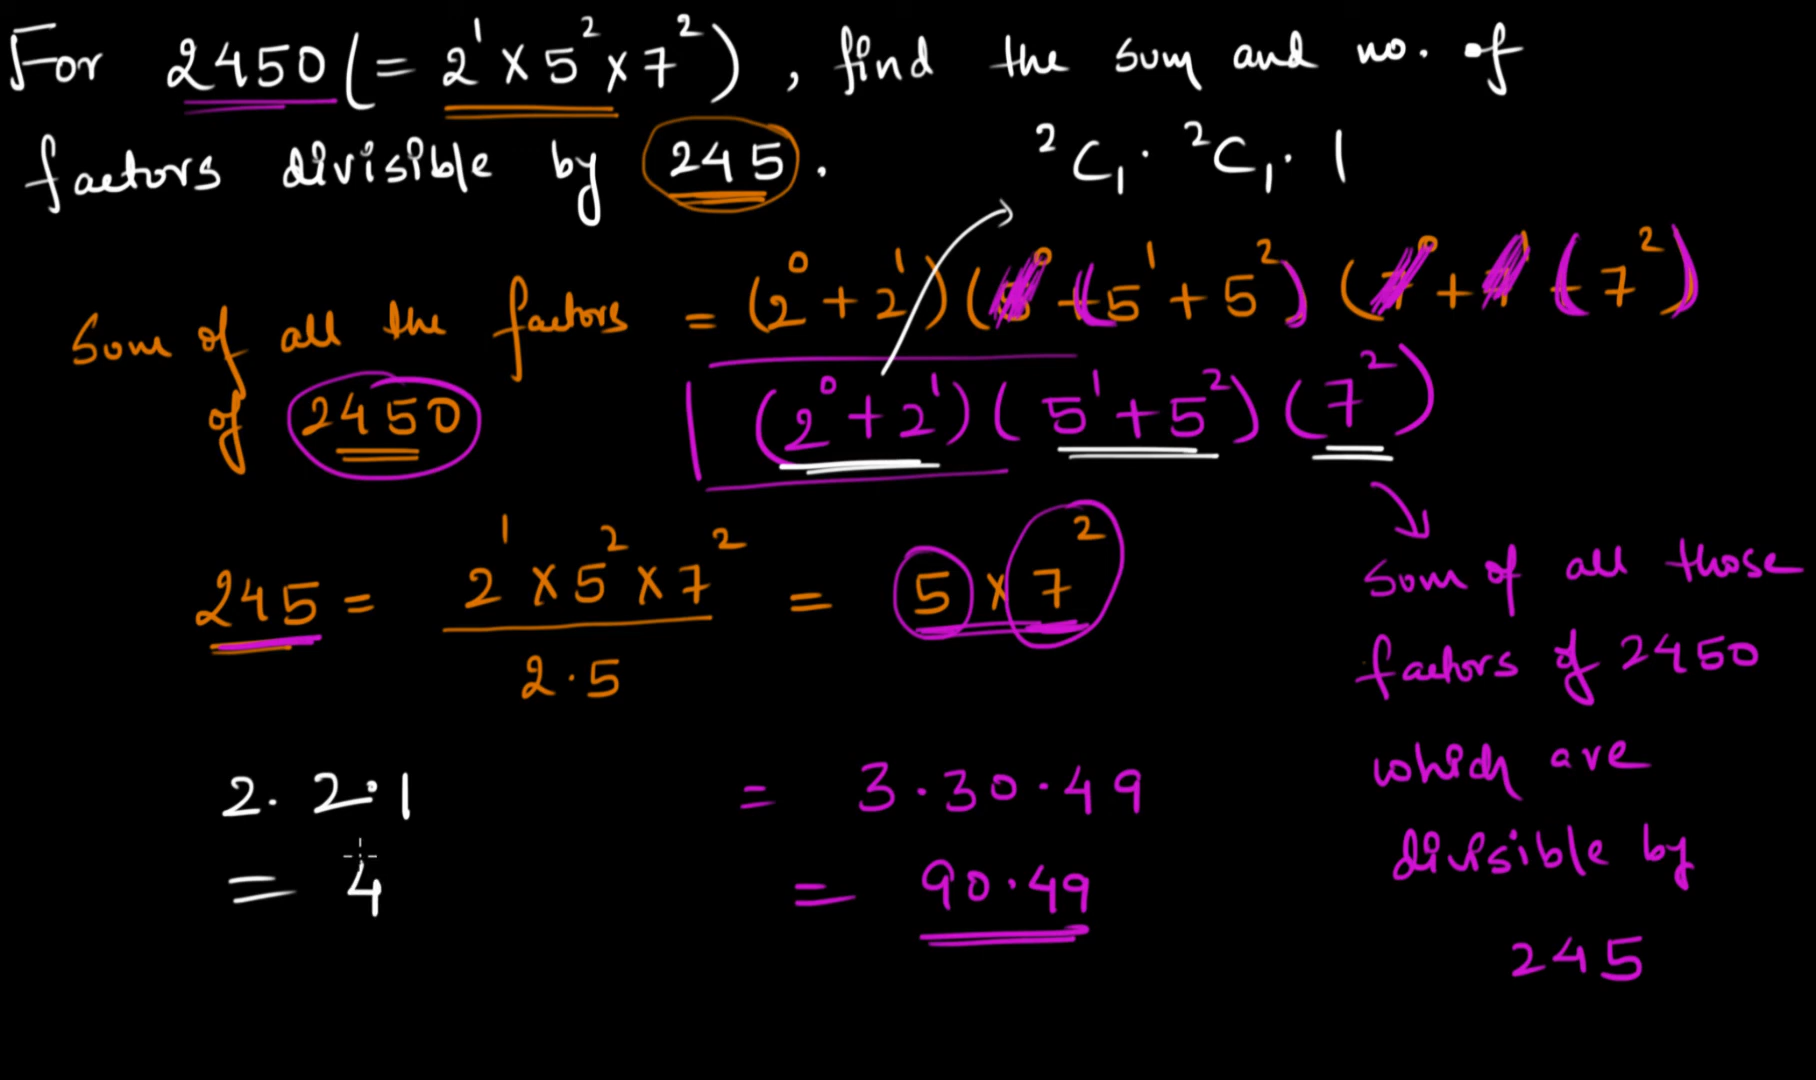 For 2450 (= 2¹ × 5² × 7²), find the sum and no. of
factors divisible by 245.
²C₁ · ²C₁ · 1
Sum of all the factors = (2⁰ + 2¹) (5⁰ + (5¹ + 5²) (7⁰ + 7¹ + (7²)
of 2450
(2⁰ + 2¹) (5¹ + 5²) (7²)
245 = 2¹ × 5² × 7² / 2.5 = 5 × 7²
Sum of all those
factors of 2450
which are
divisible by
245
2. 2.1
= 4
= 3.30.49
= 90.49